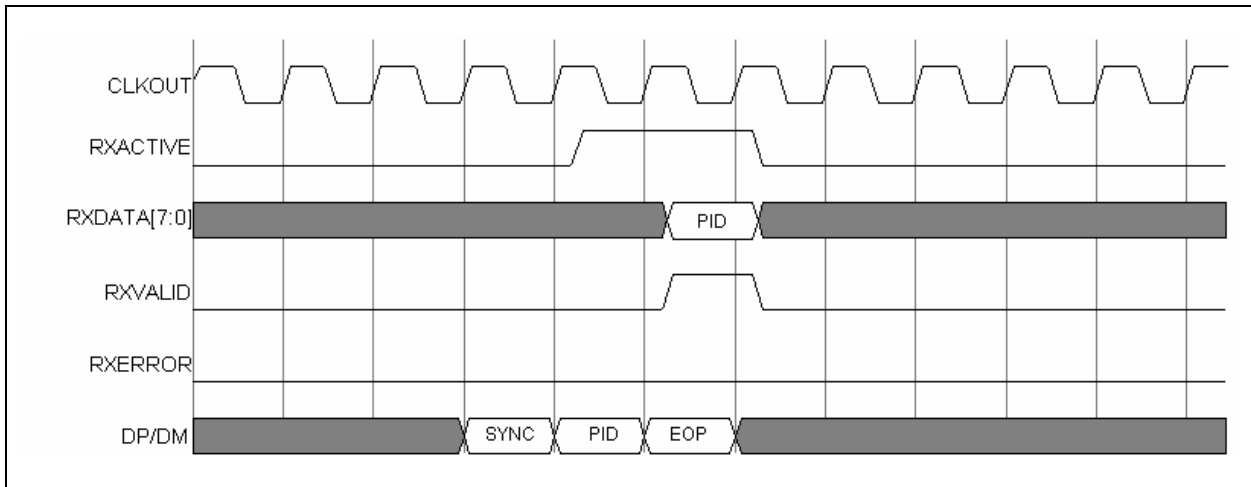 CLKOUT
RXACTIVE
RXDATA[7:0]
PID
RXVALID
RXERROR
DP/DM
SYNC
PID
EOP